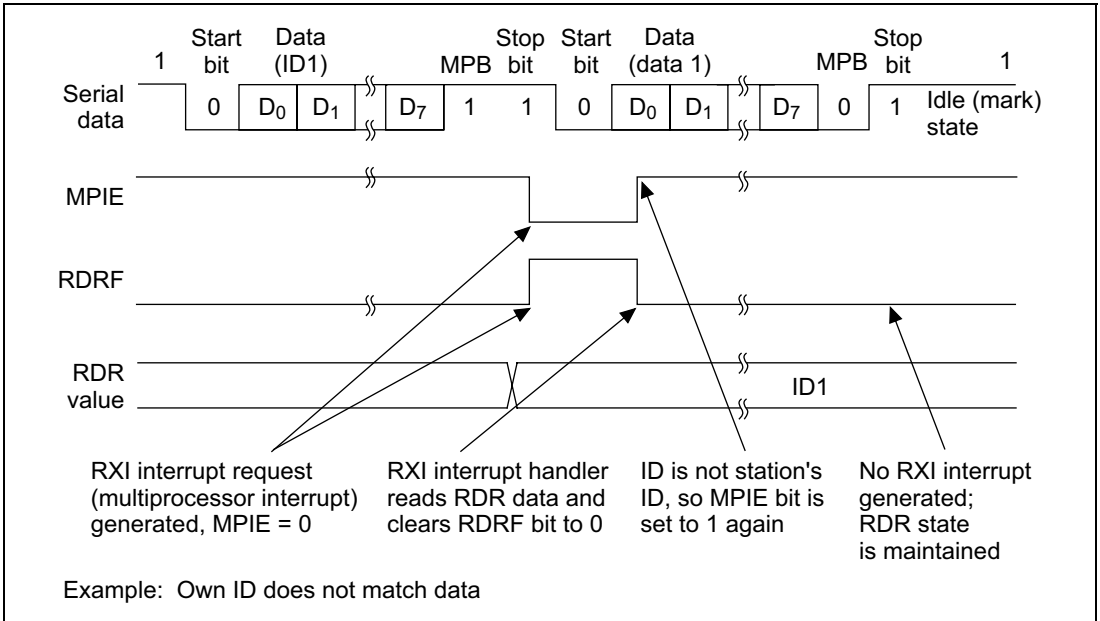 Start Data Stop Start Data Stop
1 bit (ID1) MPB bit bit (data 1) MPB bit 1
Serial data 0 D0 D1 D7 1 1 0 D0 D1 D7 0 1 Idle (mark) state
MPIE
RDRF
RDR
value ID1
RXI interrupt request
(multiprocessor interrupt)
generated, MPIE = 0
RXI interrupt handler
reads RDR data and
clears RDRF bit to 0
ID is not station's
ID, so MPIE bit is
set to 1 again
No RXI interrupt
generated;
RDR state
is maintained
Example: Own ID does not match data